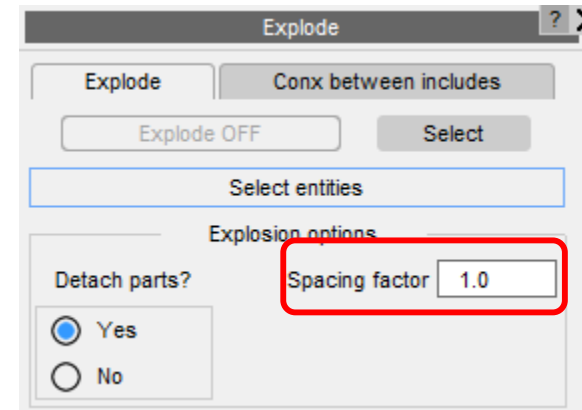 Explode ?
Explode Conx between includes
Explode OFF Select
Select entities
Explosion options
Detach parts? Spacing factor 1.0
Yes
No